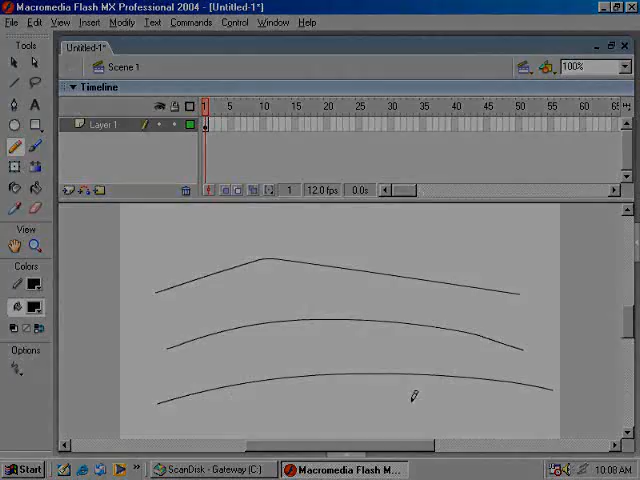 Macromedia Flash MX Professional 2004 - [Untitled-1*]
File Edit View Insert Modify Text Commands Control Window Help
Tools
Untitled-1*
Scene 1
100%
Timeline
1 5 10 15 20 25 30 35 40 45 50 55 60 65
Layer 1
1 12.0 fps 0.0s
A
View
Colors
Options
Start
ScanDisk - Gateway (C:)
Macromedia Flash M...
10:08 AM